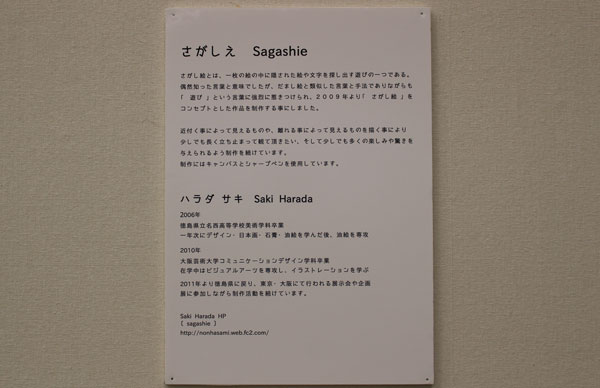 さがしえ　Sagashie
さがし絵とは、一枚の絵の中に隠された絵や文字を探し出す遊びの一つである。
偶然知った言葉と意味でしたが、だまし絵と類似した言葉と手法でありながらも
「 遊び 」という言葉に強烈に惹きつけられ、２００９年より「 さがし絵 」を
コンセプトとした作品を制作する事にしました。
近付く事によって見えるものや、離れる事によって見えるものを描く事により
少しでも長く立ち止まって観て頂きたい、そして少しでも多くの楽しみや驚きを
与えられるよう制作を続けています。
制作にはキャンバスとシャープペンを使用しています。
ハラダ サキ　Saki Harada
2006年
徳島県立名西高等学校美術学科卒業
一年次にデザイン・日本画・石膏・油絵を学んだ後、油絵を専攻
2010年
大阪芸術大学コミュニケーションデザイン学科卒業
在学中はビジュアルアーツを専攻し、イラストレーションを学ぶ
2011年より徳島県に戻り、東京・大阪にて行われる展示会や企画
展に参加しながら制作活動を続けています。
Saki Harada HP
[ sagashie ]
http://nonhasami.web.fc2.com/